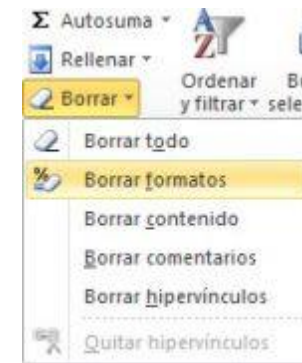 Σ Autosuma
Rellenar
Borrar
Ordenar
y filtrar
Borrar todo
Borrar formatos
Borrar contenido
Borrar comentarios
Borrar hipervínculos
Quitar hipervínculos